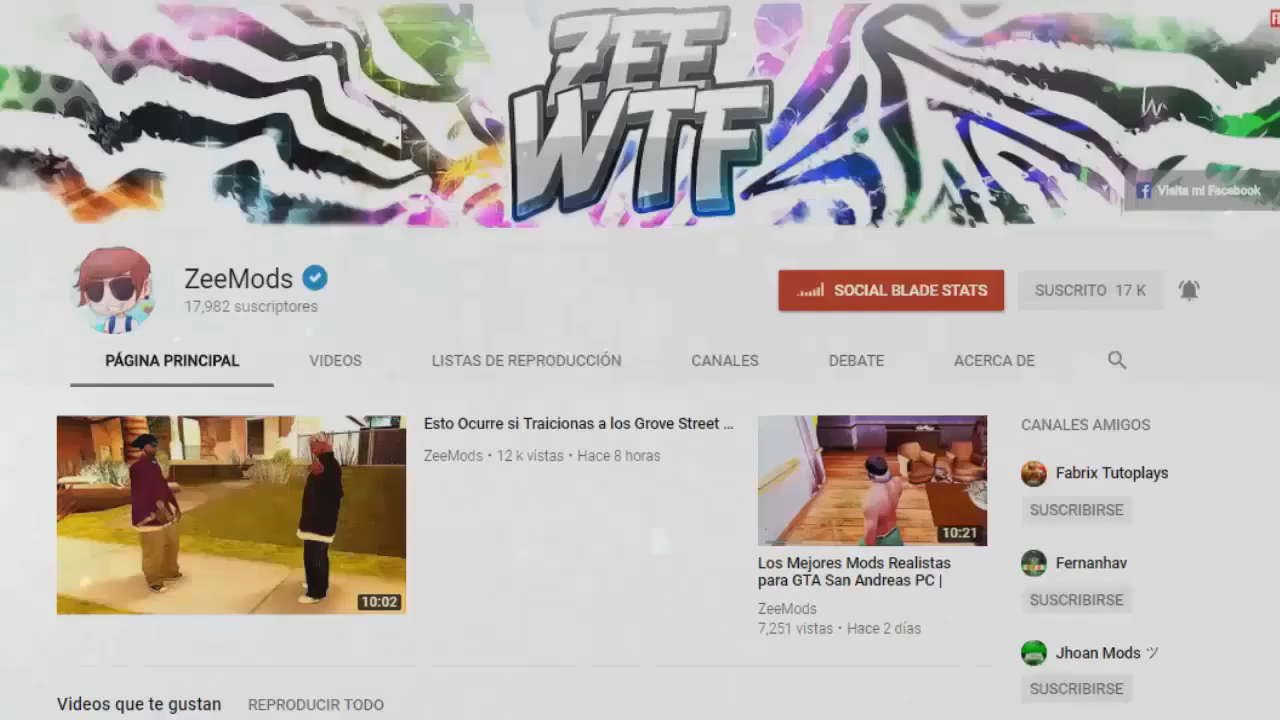 ZEE
WTF
Visita mi Facebook
ZeeMods
17,982 suscriptores
SOCIAL BLADE STATS
SUSCRITO 17 K
PÁGINA PRINCIPAL
VIDEOS
LISTAS DE REPRODUCCIÓN
CANALES
DEBATE
ACERCA DE
10:02
Esto Ocurre si Traicionas a los Grove Street ...
ZeeMods • 12 k vistas • Hace 8 horas
10:21
Los Mejores Mods Realistas
para GTA San Andreas PC |
ZeeMods
7,251 vistas • Hace 2 días
CANALES AMIGOS
Fabrix Tutoplays
SUSCRIBIRSE
Fernanhav
SUSCRIBIRSE
Jhoan Mods ツ
SUSCRIBIRSE
Videos que te gustan
REPRODUCIR TODO